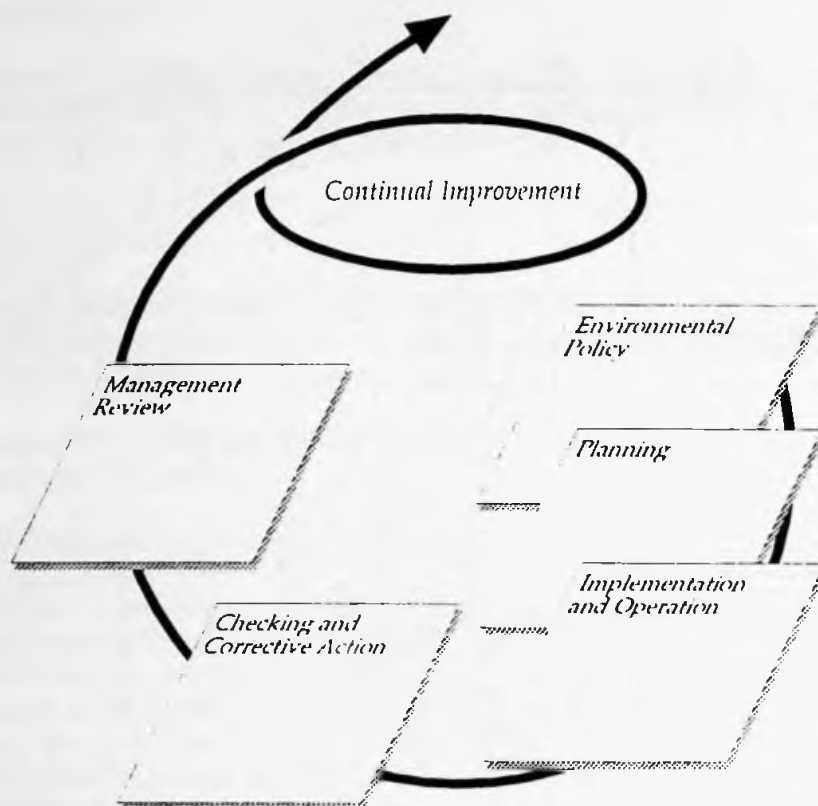 Continual Improvement
Environmental
Policy
Management
Review
Planning
Implementation
and Operation
Checking and
Corrective Action